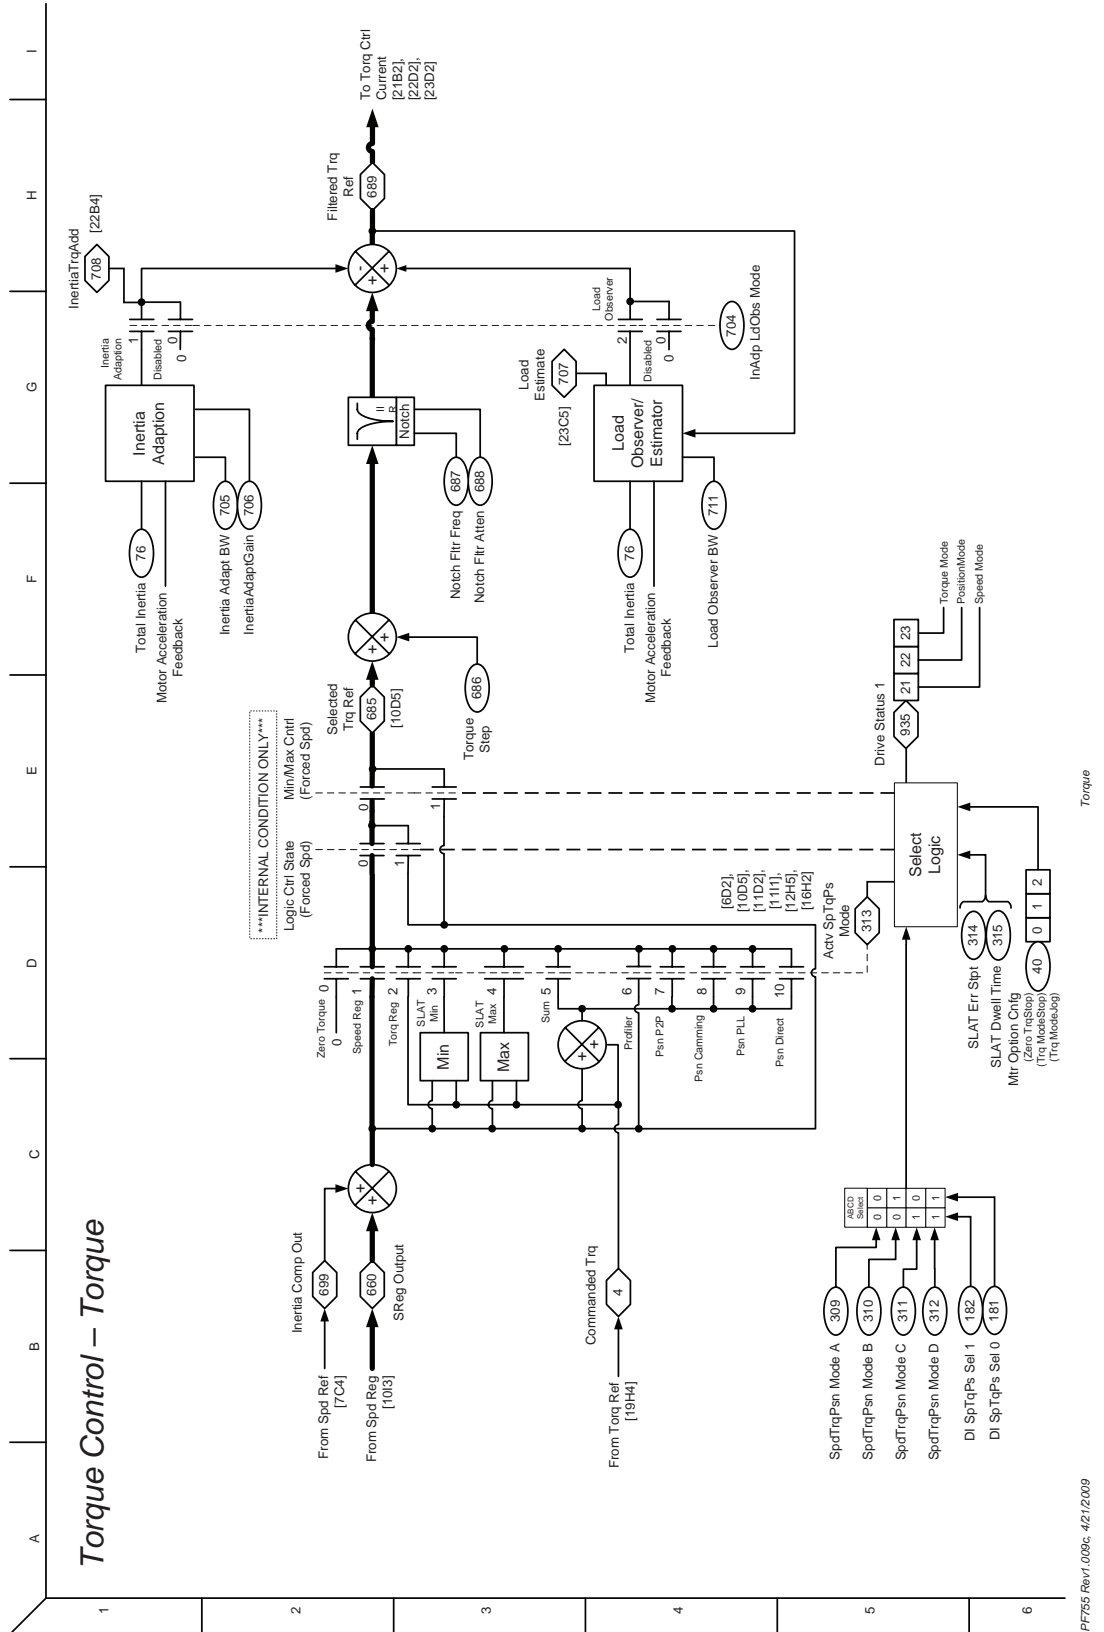 Torque Control – Torque
A
B
C
D
E
F
G
H
I
1
2
3
4
5
6
From Spd Ref
[7C4]
Inertia Comp Out
699
From Spd Reg
[10I3]
660
SReg Output
+
+
From Torq Ref
[19H4]
Commanded Trq
4
Zero Torque 0
0
Speed Reg 1
Torq Reg 2
SLAT
Min 3
Min
SLAT
Max 4
Max
Sum 5
+
+
Profiler 6
Psn P2P 7
Psn Camming 8
Psn PLL 9
Psn Direct 10
***INTERNAL CONDITION ONLY***
Logic Ctrl State
(Forced Spd)
Min/Max Cntrl
(Forced Spd)
0
1
0
1
Selected
Trq Ref
685
[10D5]
+
+
Torque
Step
686
Notch
II
R
Notch Fltr Freq 687
Notch Fltr Atten 688
Total Inertia 76
Motor Acceleration
Feedback
Inertia Adapt BW 705
InertiaAdaptGain 706
Inertia
Adaption
Inertia
Adaption 1
Disabled 0
0
InertiaTrqAdd
708
[22B4]
+
-
+
Filtered Trq
Ref
689
To Torq Ctrl
Current
[21B2],
[22D2],
[23D2]
Total Inertia 76
Motor Acceleration
Feedback
Load Observer BW 711
Load
Observer/
Estimator
Load
Estimate
707
[23C5]
Load
Observer
2
Disabled 0
0
704
InAdp LdObs Mode
SpdTrqPsn Mode A 309
SpdTrqPsn Mode B 310
SpdTrqPsn Mode C 311
SpdTrqPsn Mode D 312
DI SpTqPs Sel 1 182
DI SpTqPs Sel 0 181
ABCD
Select
0 0
0 1
1 0
1 1
[6D2],
[10D5],
[11D2],
[11I1],
[12H5],
[16H2]
Actv SpTqPs
Mode
313
Select
Logic
SLAT Err Stpt 314
SLAT Dwell Time 315
Mtr Option Cnfg
(Zero TrqStop)
(Trq ModeStop)
(Trq ModeJog)
40
0 1 2
Drive Status 1
935
21 22 23
Torque Mode
PositionMode
Speed Mode
PF755 Rev1.009c, 4/21/2009
Torque